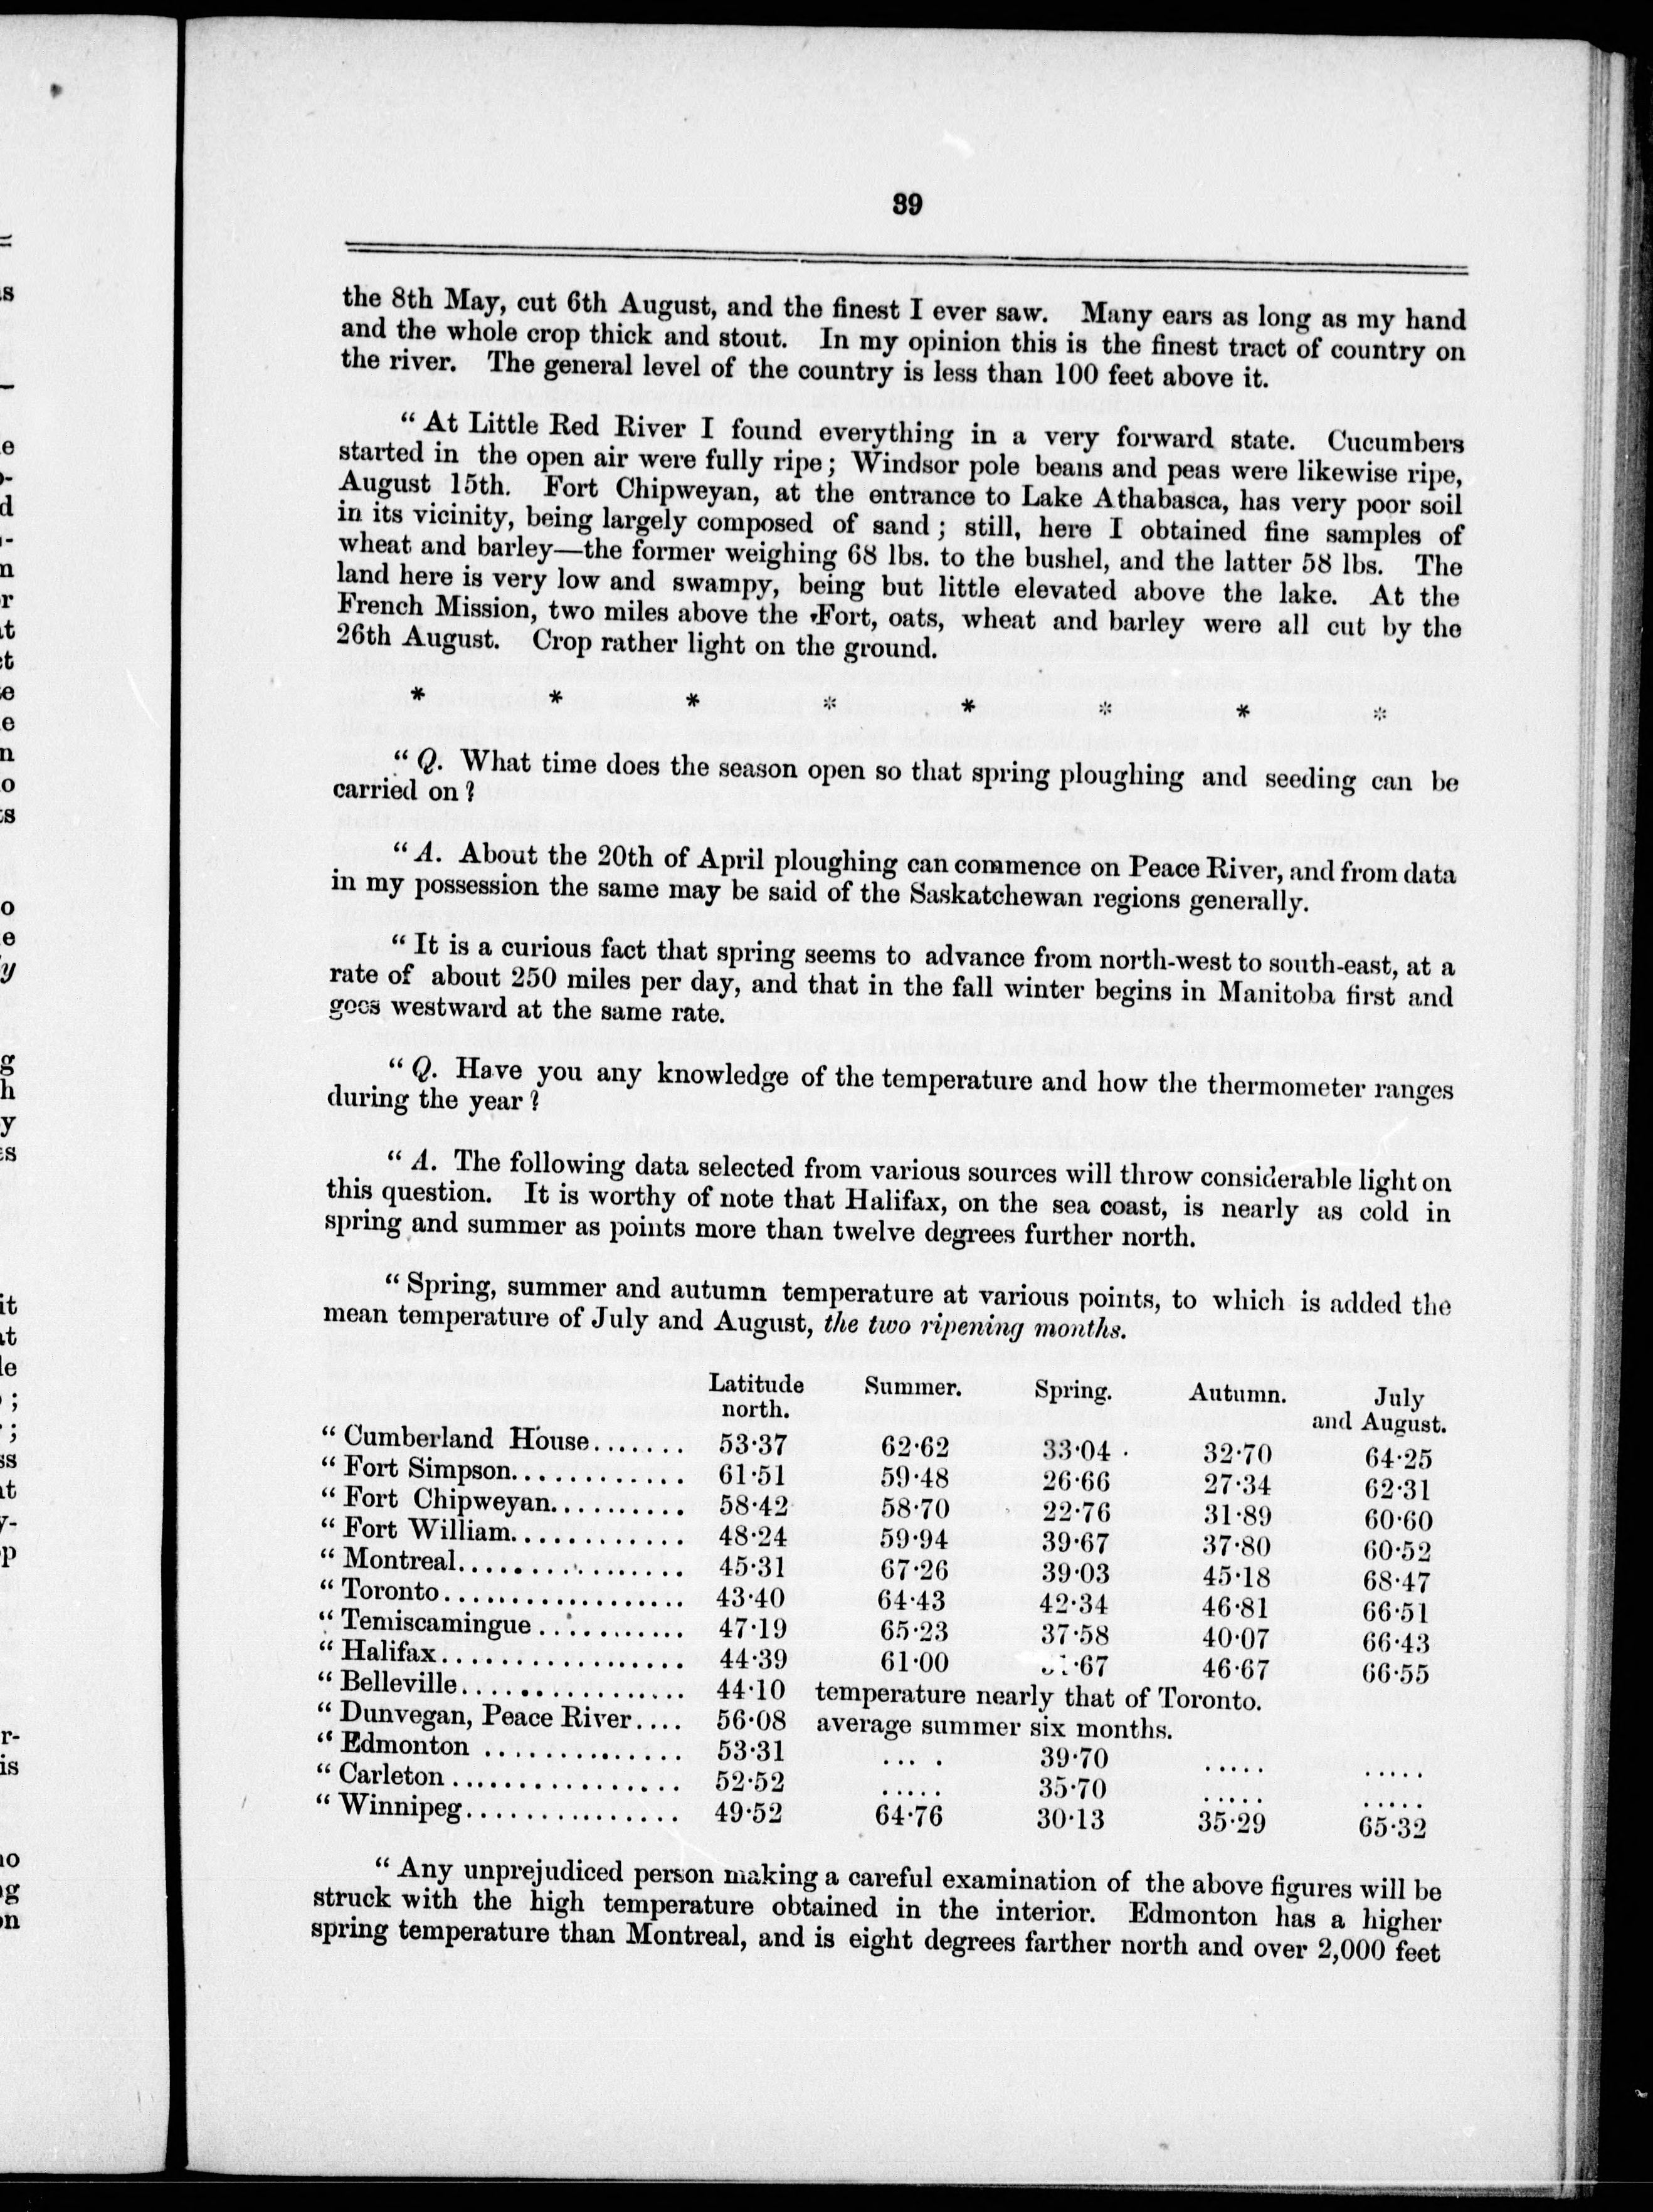 39
the 8th May, cut 6th August, and the finest I ever saw. Many ears as long as my hand
and the whole crop thick and stout. In my opinion this is the finest tract of country on
the river. The general level of the country is less than 100 feet above it.
“ At Little Red River I found everything in a very forward state. Cucumbers
started in the open air were fully ripe; Windsor pole beans and peas were likewise ripe,
August 15th. Fort Chipweyan, at the entrance to Lake Athabasca, has very poor soil
in its vicinity, being largely composed of sand; still, here I obtained fine samples of
wheat and barley—the former weighing 68 lbs. to the bushel, and the latter 58 lbs. The
land here is very low and swampy, being but little elevated above the lake. At the
French Mission, two miles above the Fort, oats, wheat and barley were all cut by the
26th August. Crop rather light on the ground.
* * * * * * * *
“ Q. What time does the season open so that spring ploughing and seeding can be
carried on?
“ A. About the 20th of April ploughing can commence on Peace River, and from data
in my possession the same may be said of the Saskatchewan regions generally.
“ It is a curious fact that spring seems to advance from north-west to south-east, at a
rate of about 250 miles per day, and that in the fall winter begins in Manitoba first and
goes westward at the same rate.
“ Q. Have you any knowledge of the temperature and how the thermometer ranges
during the year?
“ A. The following data selected from various sources will throw considerable light on
this question. It is worthy of note that Halifax, on the sea coast, is nearly as cold in
spring and summer as points more than twelve degrees further north.
“ Spring, summer and autumn temperature at various points, to which is added the
mean temperature of July and August, the two ripening months.
Latitude north. Summer. Spring. Autumn. July and August.
“ Cumberland House....... 53·37 62·62 33·04 32·70 64·25
“ Fort Simpson............ 61·51 59·48 26·66 27·34 62·31
“ Fort Chipweyan......... 58·42 58·70 22·76 31·89 60·60
“ Fort William............ 48·24 59·94 39·67 37·80 60·52
“ Montreal................ 45·31 67·26 39·03 45·18 68·47
“ Toronto.................. 43·40 64·43 42·34 46·81 66·51
“ Temiscamingue........... 47·19 65·23 37·58 40·07 66·43
“ Halifax.................. 44·39 61·00 ·67 46·67 66·55
“ Belleville................ 44·10 temperature nearly that of Toronto.
“ Dunvegan, Peace River.... 56·08 average summer six months.
“ Edmonton .............. 53·31 .... 39·70 ..... .....
“ Carleton ................ 52·52 ..... 35·70 ..... .....
“ Winnipeg............... 49·52 64·76 30·13 35·29 65·32
“ Any unprejudiced person making a careful examination of the above figures will be
struck with the high temperature obtained in the interior. Edmonton has a higher
spring temperature than Montreal, and is eight degrees farther north and over 2,000 feet